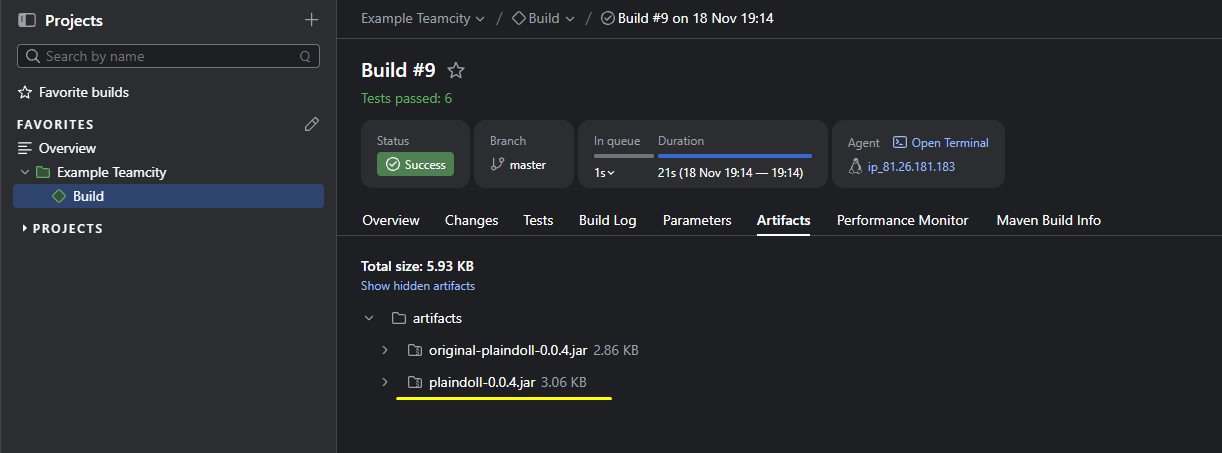 Projects
Search by name
Favorite builds
FAVORITES
Overview
Example Teamcity
Build
PROJECTS
Example Teamcity / Build / Build #9 on 18 Nov 19:14
Build #9
Tests passed: 6
Status
Success
Branch
master
In queue Duration
1s 21s (18 Nov 19:14 — 19:14)
Agent Open Terminal
ip_81.26.181.183
Overview Changes Tests Build Log Parameters Artifacts Performance Monitor Maven Build Info
Total size: 5.93 KB
Show hidden artifacts
artifacts
original-plaindoll-0.0.4.jar 2.86 KB
plaindoll-0.0.4.jar 3.06 KB